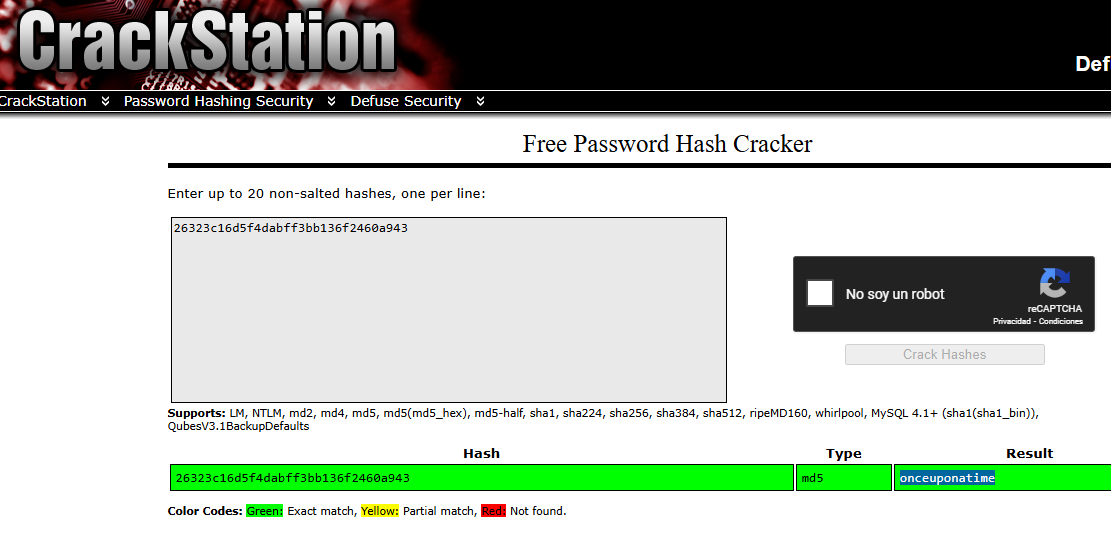 CrackStation
Def
CrackStation Password Hashing Security Defuse Security
Free Password Hash Cracker
Enter up to 20 non-salted hashes, one per line:
26323c16d5f4dabff3bb136f2460a943
No soy un robot
reCAPTCHA
Privacidad - Condiciones
Crack Hashes
Supports: LM, NTLM, md2, md4, md5, md5(md5_hex), md5-half, sha1, sha224, sha256, sha384, sha512, ripeMD160, whirlpool, MySQL 4.1+ (sha1(sha1_bin)),
QubesV3.1BackupDefaults
Hash Type Result
26323c16d5f4dabff3bb136f2460a943 md5 onceuponatime
Color Codes: Green: Exact match, Yellow: Partial match, Red: Not found.